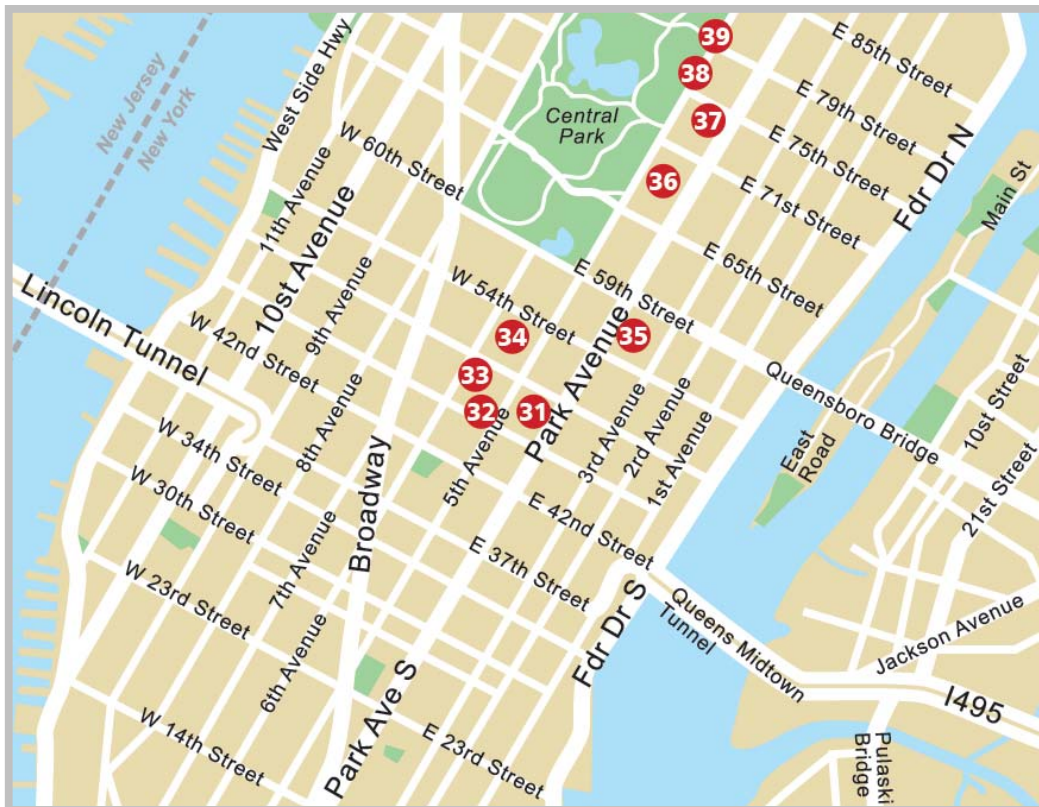 39
38
37
36
35
34
33
32
31
New Jersey
New York
West Side Hwy
Central
Park
E 85th Street
E 79th Street
E 75th Street
E 71st Street
E 65th Street
E 59th Street
Fdr Dr N
Main St
W 60th Street
11th Avenue
10st Avenue
9th Avenue
8th Avenue
7th Avenue
6th Avenue
W 54th Street
Lincoln Tunnel
W 42nd Street
W 34th Street
W 30th Street
W 23rd Street
W 14th Street
Broadway
5th Avenue
Park Avenue
3rd Avenue
2rd Avenue
1st Avenue
Queensboro Bridge
East
Road
10st Street
21st Street
E 42nd Street
E 37th Street
E 23rd Street
Park Ave S
Fdr Dr S
Queens Midtown
Tunnel
Jackson Avenue
I495
Pulaski
Bridge